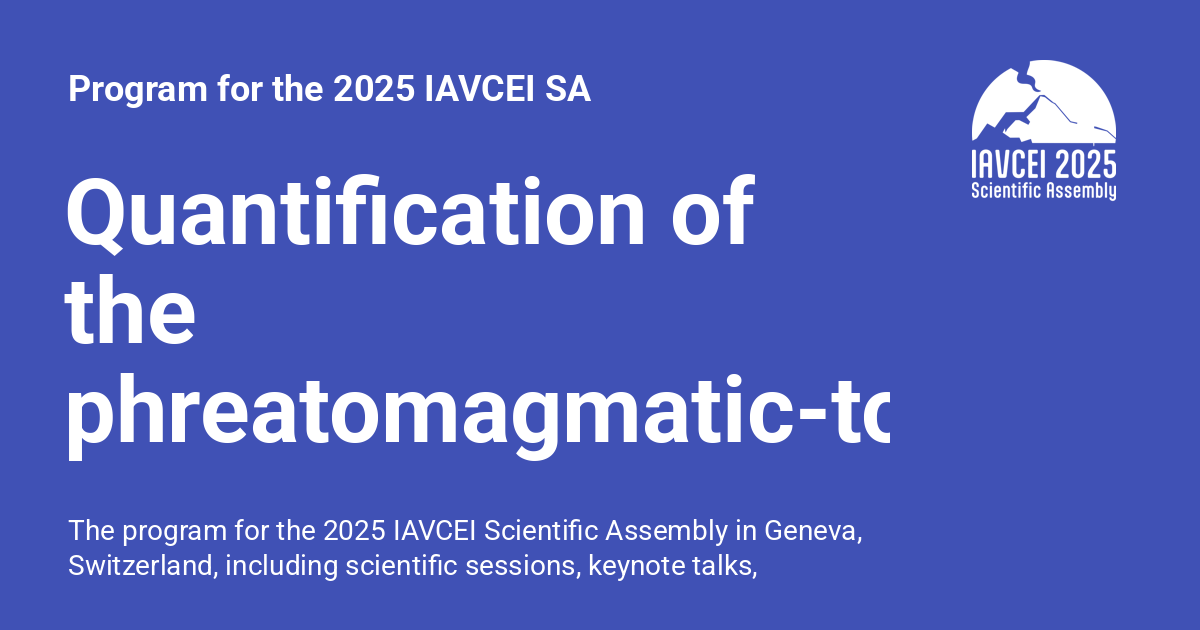 Program for the 2025 IAVCEI SA
IAVCEI 2025
Scientific Assembly
Quantification of
the
phreatomagmatic-to
The program for the 2025 IAVCEI Scientific Assembly in Geneva,
Switzerland, including scientific sessions, keynote talks,